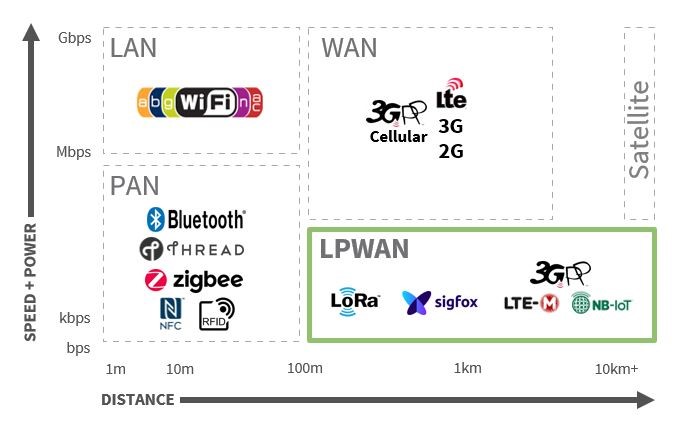 SPEED + POWER
Gbps
Mbps
kbps
bps
LAN
a b g WiFi n ac
WAN
3GPP
Cellular
Lte
3G
2G
Satellite
PAN
Bluetooth
THREAD
zigbee
NFC
RFID
LPWAN
LoRa
sigfox
3GPP
LTE-M
NB-IoT
1m 10m 100m 1km 10km+
DISTANCE